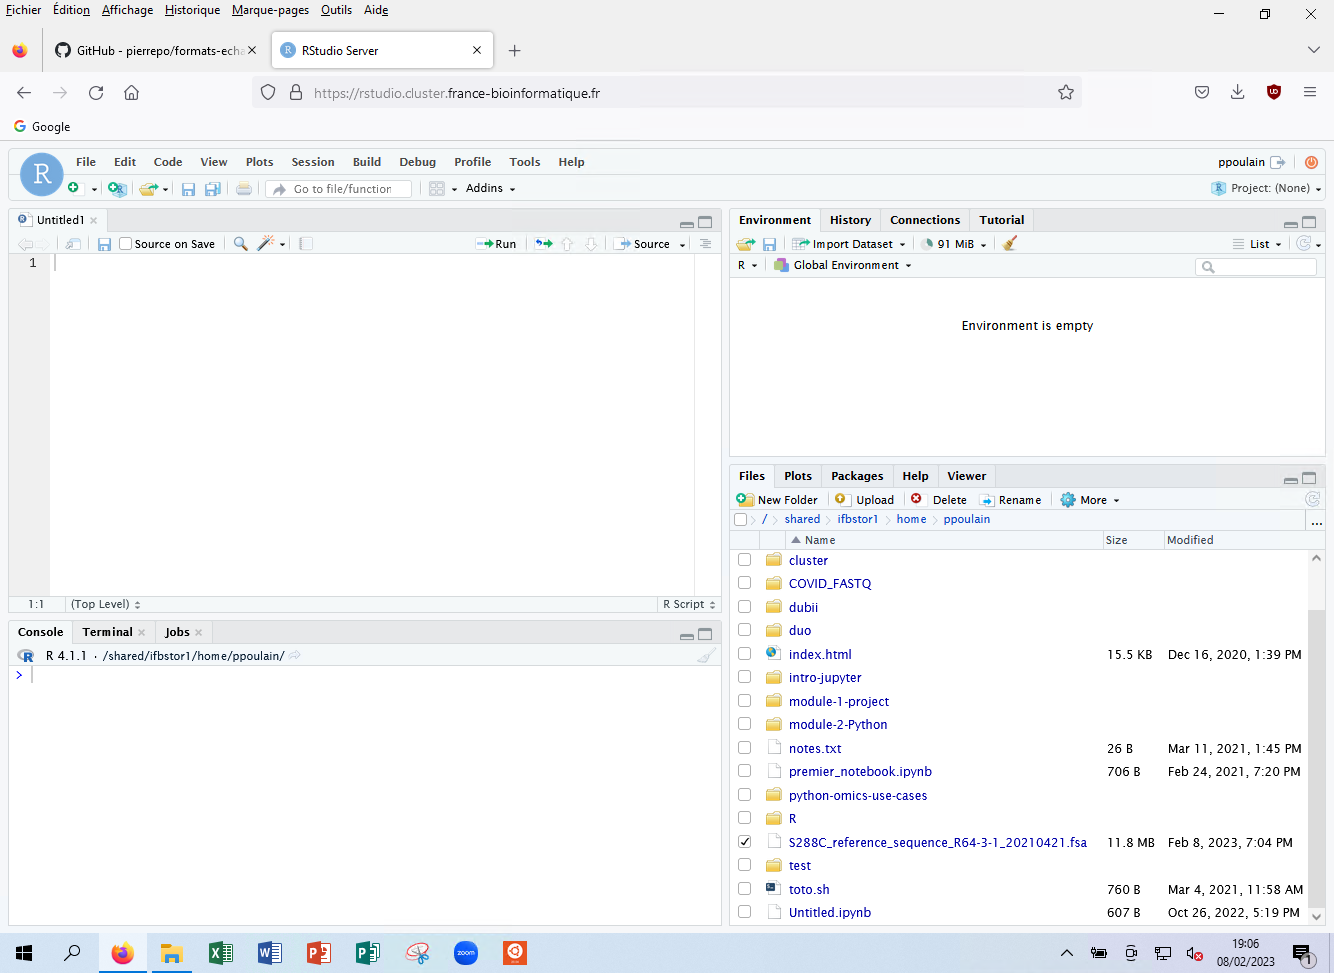 Fichier Édition Affichage Historique Marque-pages Outils Aide
GitHub - pierrepo/formats-echa
RStudio Server
https://rstudio.cluster.france-bioinformatique.fr
Google
R File Edit Code View Plots Session Build Debug Profile Tools Help ppoulain
Go to file/function Addins Project: (None)
Untitled1
Source on Save Run Source
1
1:1 (Top Level) R Script
Console Terminal Jobs
R 4.1.1 · /shared/ifbstor1/home/ppoulain/
>
Environment History Connections Tutorial
Import Dataset 91 MiB List
R Global Environment
Environment is empty
Files Plots Packages Help Viewer
New Folder Upload Delete Rename More
/ shared ifbstor1 home ppoulain ...
Name Size Modified
cluster
COVID_FASTQ
dubii
duo
index.html 15.5 KB Dec 16, 2020, 1:39 PM
intro-jupyter
module-1-project
module-2-Python
notes.txt 26 B Mar 11, 2021, 1:45 PM
premier_notebook.ipynb 706 B Feb 24, 2021, 7:20 PM
python-omics-use-cases
R
S288C_reference_sequence_R64-3-1_20210421.fsa 11.8 MB Feb 8, 2023, 7:04 PM
test
toto.sh 760 B Mar 4, 2021, 11:58 AM
Untitled.ipynb 607 B Oct 26, 2022, 5:19 PM
zoom
19:06
08/02/2023
1